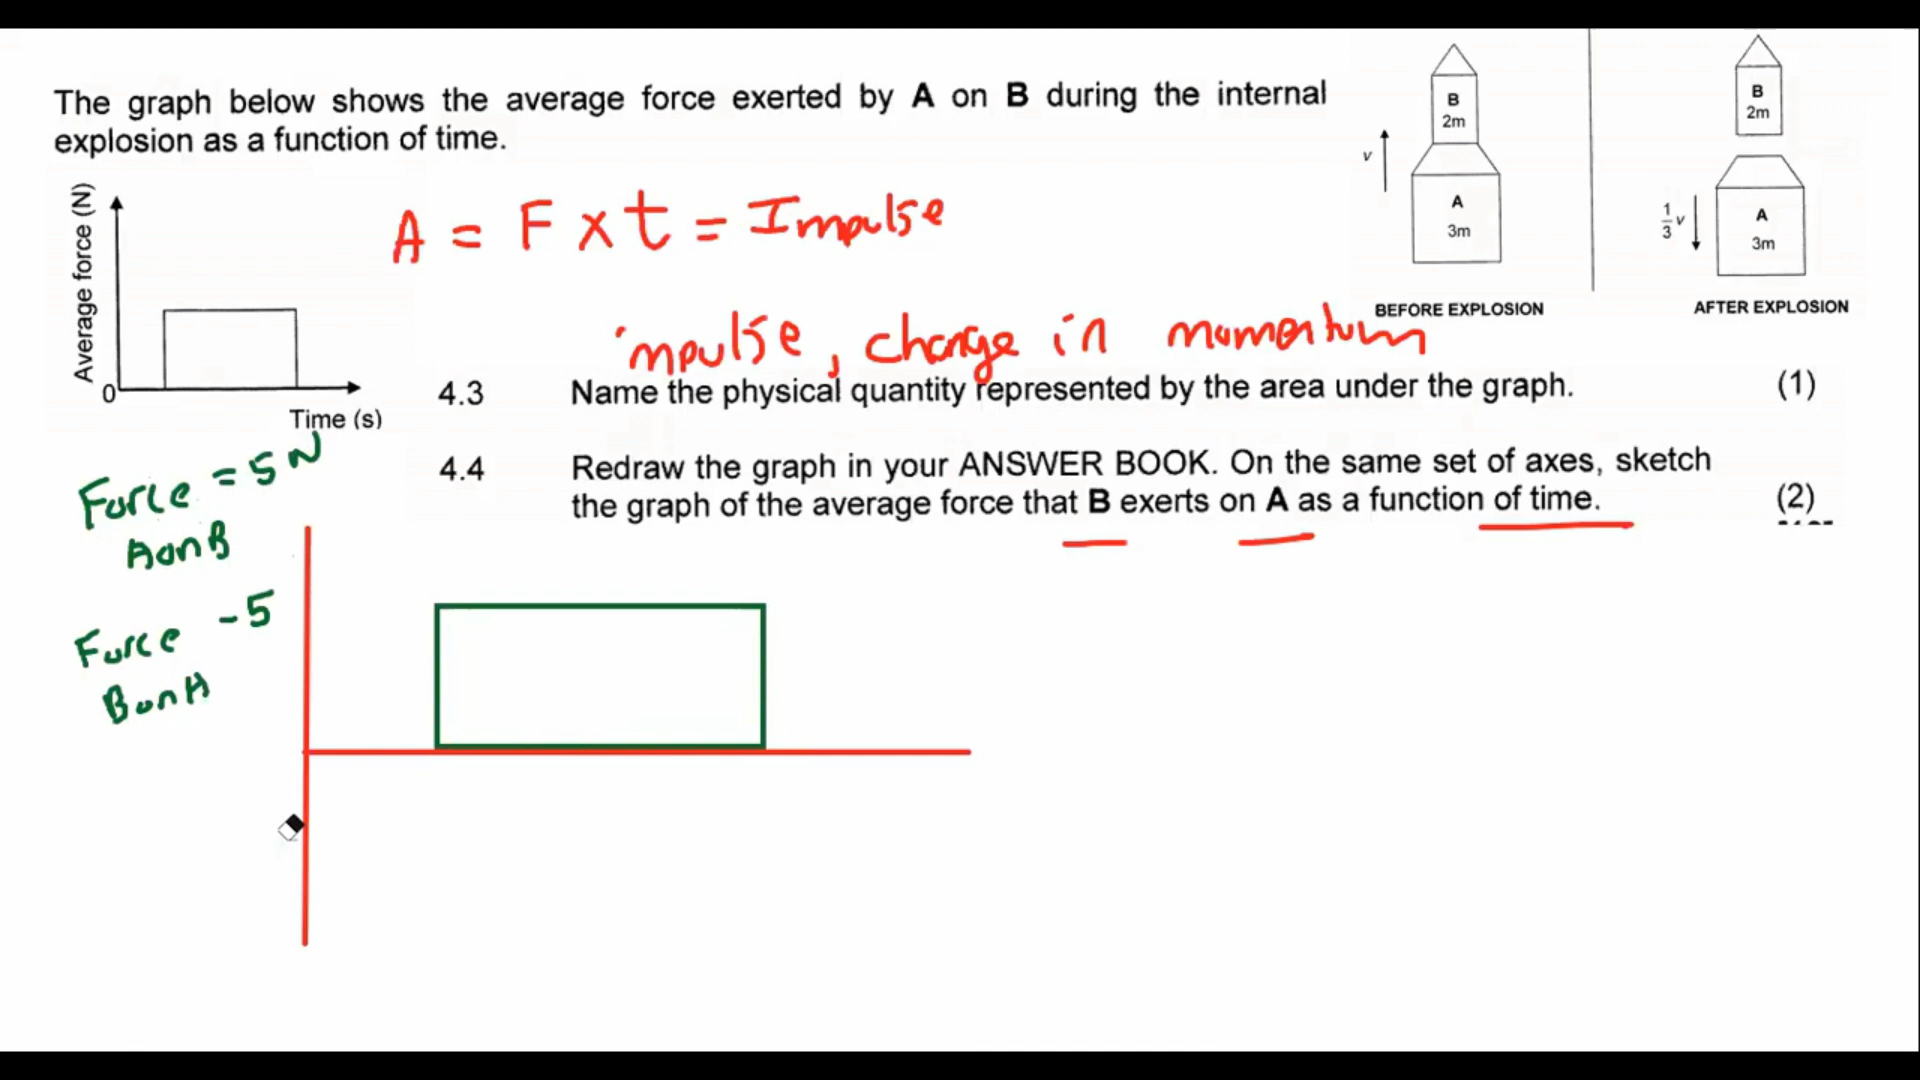 The graph below shows the average force exerted by A on B during the internal
explosion as a function of time.
Average force (N)
0
Time (s)
A = F x t = Impulse
B
2m
v
A
3m
BEFORE EXPLOSION
B
2m
1/3 v
A
3m
AFTER EXPLOSION
impulse, change in momentum
4.3 Name the physical quantity represented by the area under the graph. (1)
4.4 Redraw the graph in your ANSWER BOOK. On the same set of axes, sketch
the graph of the average force that B exerts on A as a function of time. (2)
Force = 5 N
A on B
Force -5
B on A